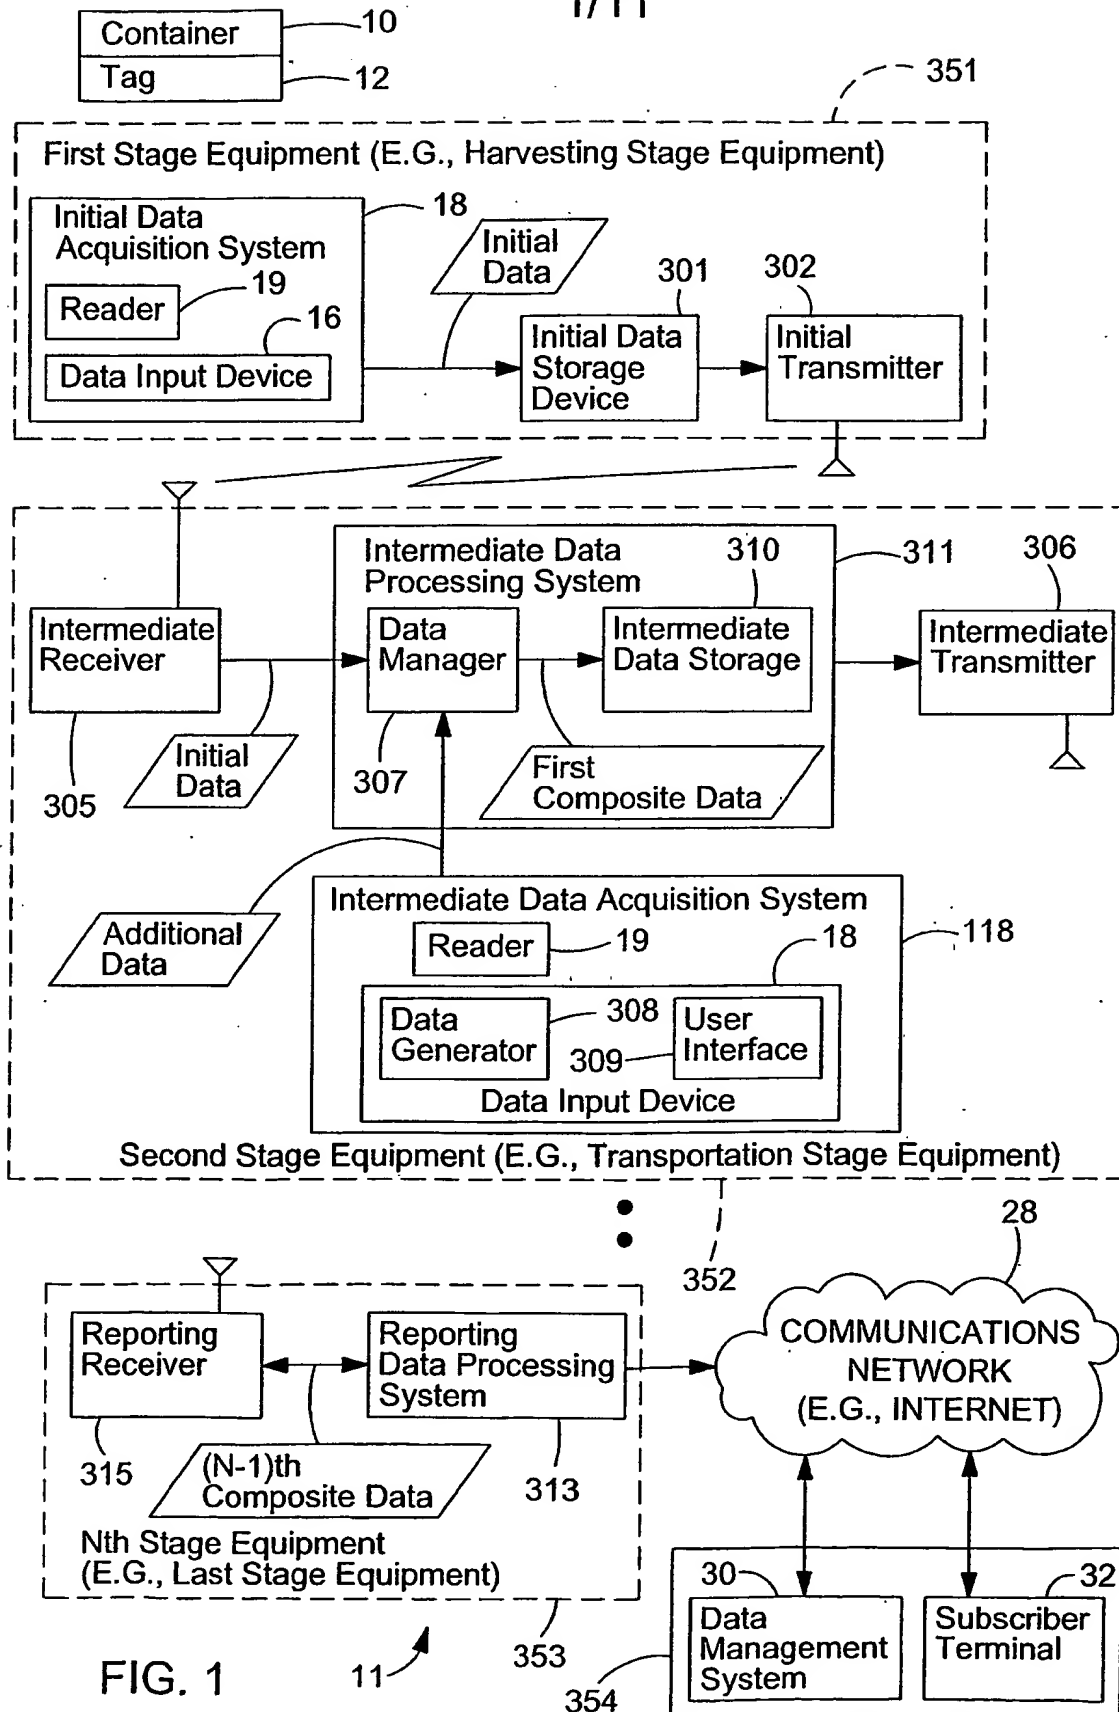 1/11
Container
10
Tag
12
351
First Stage Equipment (E.G., Harvesting Stage Equipment)
Initial Data
Acquisition System
18
Reader
19
16
Data Input Device
Initial
Data
301
Initial Data
Storage
Device
302
Initial
Transmitter
Intermediate Data
Processing System
310
311
306
Intermediate
Receiver
Data
Manager
Intermediate
Data Storage
Intermediate
Transmitter
305
Initial
Data
307
First
Composite Data
Additional
Data
Intermediate Data Acquisition System
Reader
19
18
118
Data
Generator
308
309
User
Interface
Data Input Device
Second Stage Equipment (E.G., Transportation Stage Equipment)
352
28
Reporting
Receiver
Reporting
Data Processing
System
COMMUNICATIONS
NETWORK
(E.G., INTERNET)
315
(N-1)th
Composite Data
313
Nth Stage Equipment
(E.G., Last Stage Equipment)
353
30
Data
Management
System
32
Subscriber
Terminal
354
FIG. 1
11